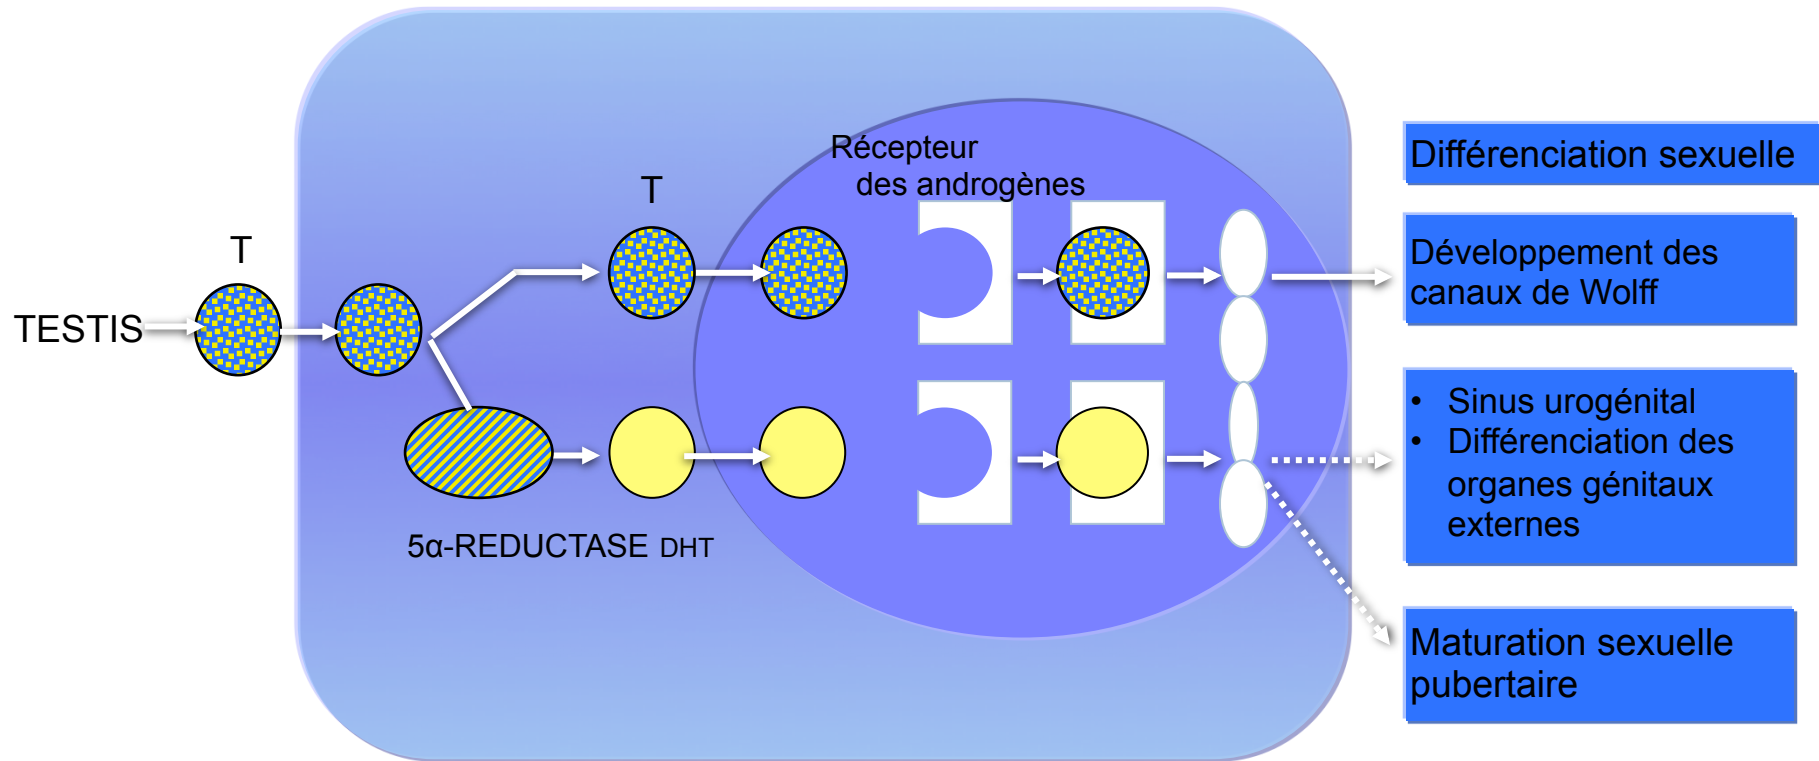 TESTIS
T
T
Récepteur
des androgènes
5α-REDUCTASE DHT
Différenciation sexuelle
Développement des
canaux de Wolff
• Sinus urogénital
• Différenciation des
organes génitaux
externes
Maturation sexuelle
pubertaire